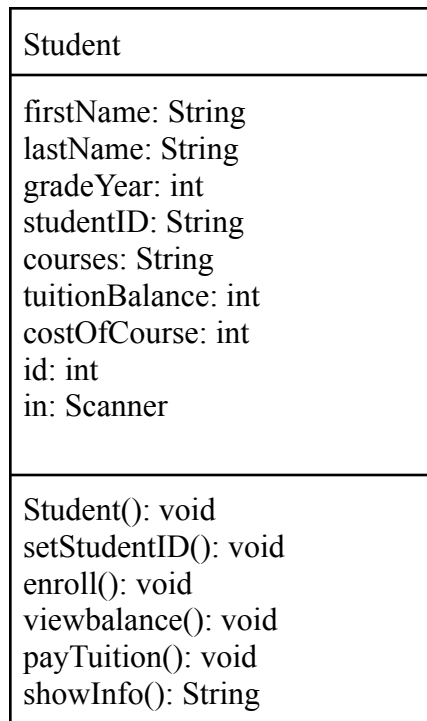 Student
firstName: String
lastName: String
gradeYear: int
studentID: String
courses: String
tuitionBalance: int
costOfCourse: int
id: int
in: Scanner
Student(): void
setStudentID(): void
enroll(): void
viewbalance(): void
payTuition(): void
showInfo(): String